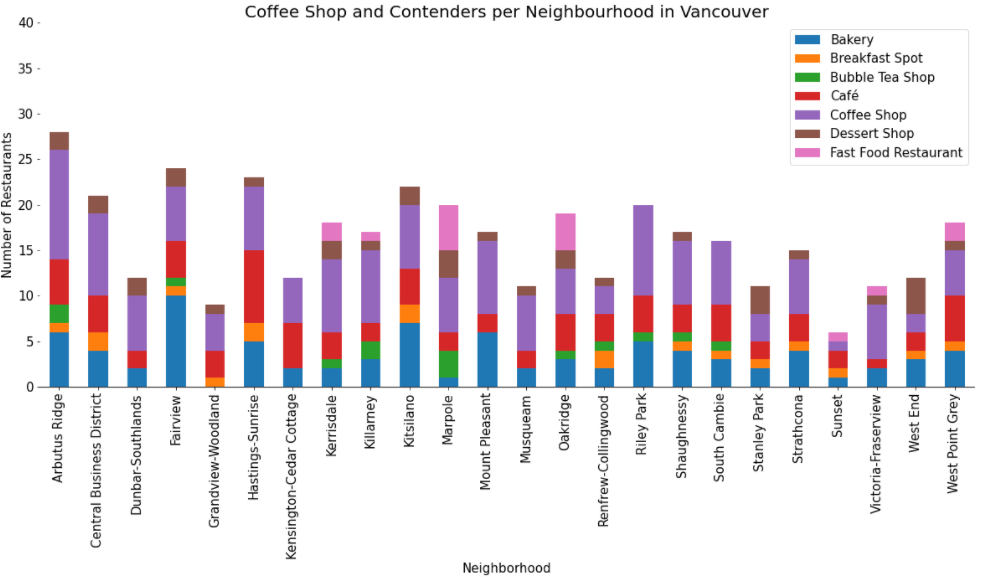 Coffee Shop and Contenders per Neighbourhood in Vancouver
40
35
30
25
20
15
10
5
0
Number of Restaurants
Bakery
Breakfast Spot
Bubble Tea Shop
Café
Coffee Shop
Dessert Shop
Fast Food Restaurant
Arbutus Ridge
Central Business District
Dunbar-Southlands
Fairview
Grandview-Woodland
Hastings-Sunrise
Kensington-Cedar Cottage
Kerrisdale
Killarney
Kitsilano
Marpole
Mount Pleasant
Musqueam
Oakridge
Renfrew-Collingwood
Riley Park
Shaughnessy
South Cambie
Stanley Park
Strathcona
Sunset
Victoria-Fraserview
West End
West Point Grey
Neighborhood